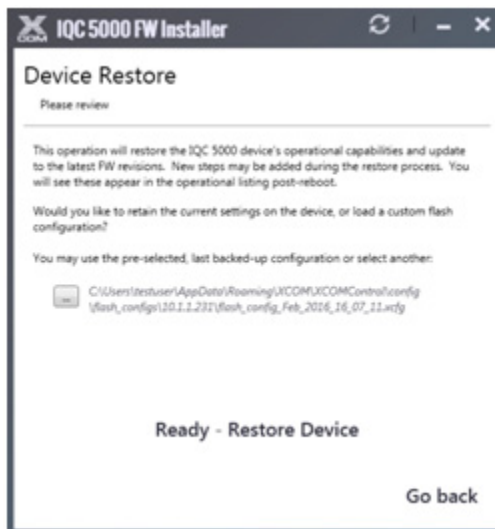 XCOM IQC 5000 FW Installer
Device Restore
Please review
This operation will restore the IQC 5000 device's operational capabilities and update
to the latest FW revisions. New steps may be added during the restore process. You
will see these appear in the operational listing post-reboot.
Would you like to retain the current settings on the device, or load a custom flash
configuration?
You may use the pre-selected, last backed-up configuration or select another:
... C:\Users\testuser\AppData\Roaming\XCOM\XCOMControl\config
\flash_configs\10.1.1.231\flash_config_Feb_2016_16_07_11.xcfg
Ready - Restore Device
Go back